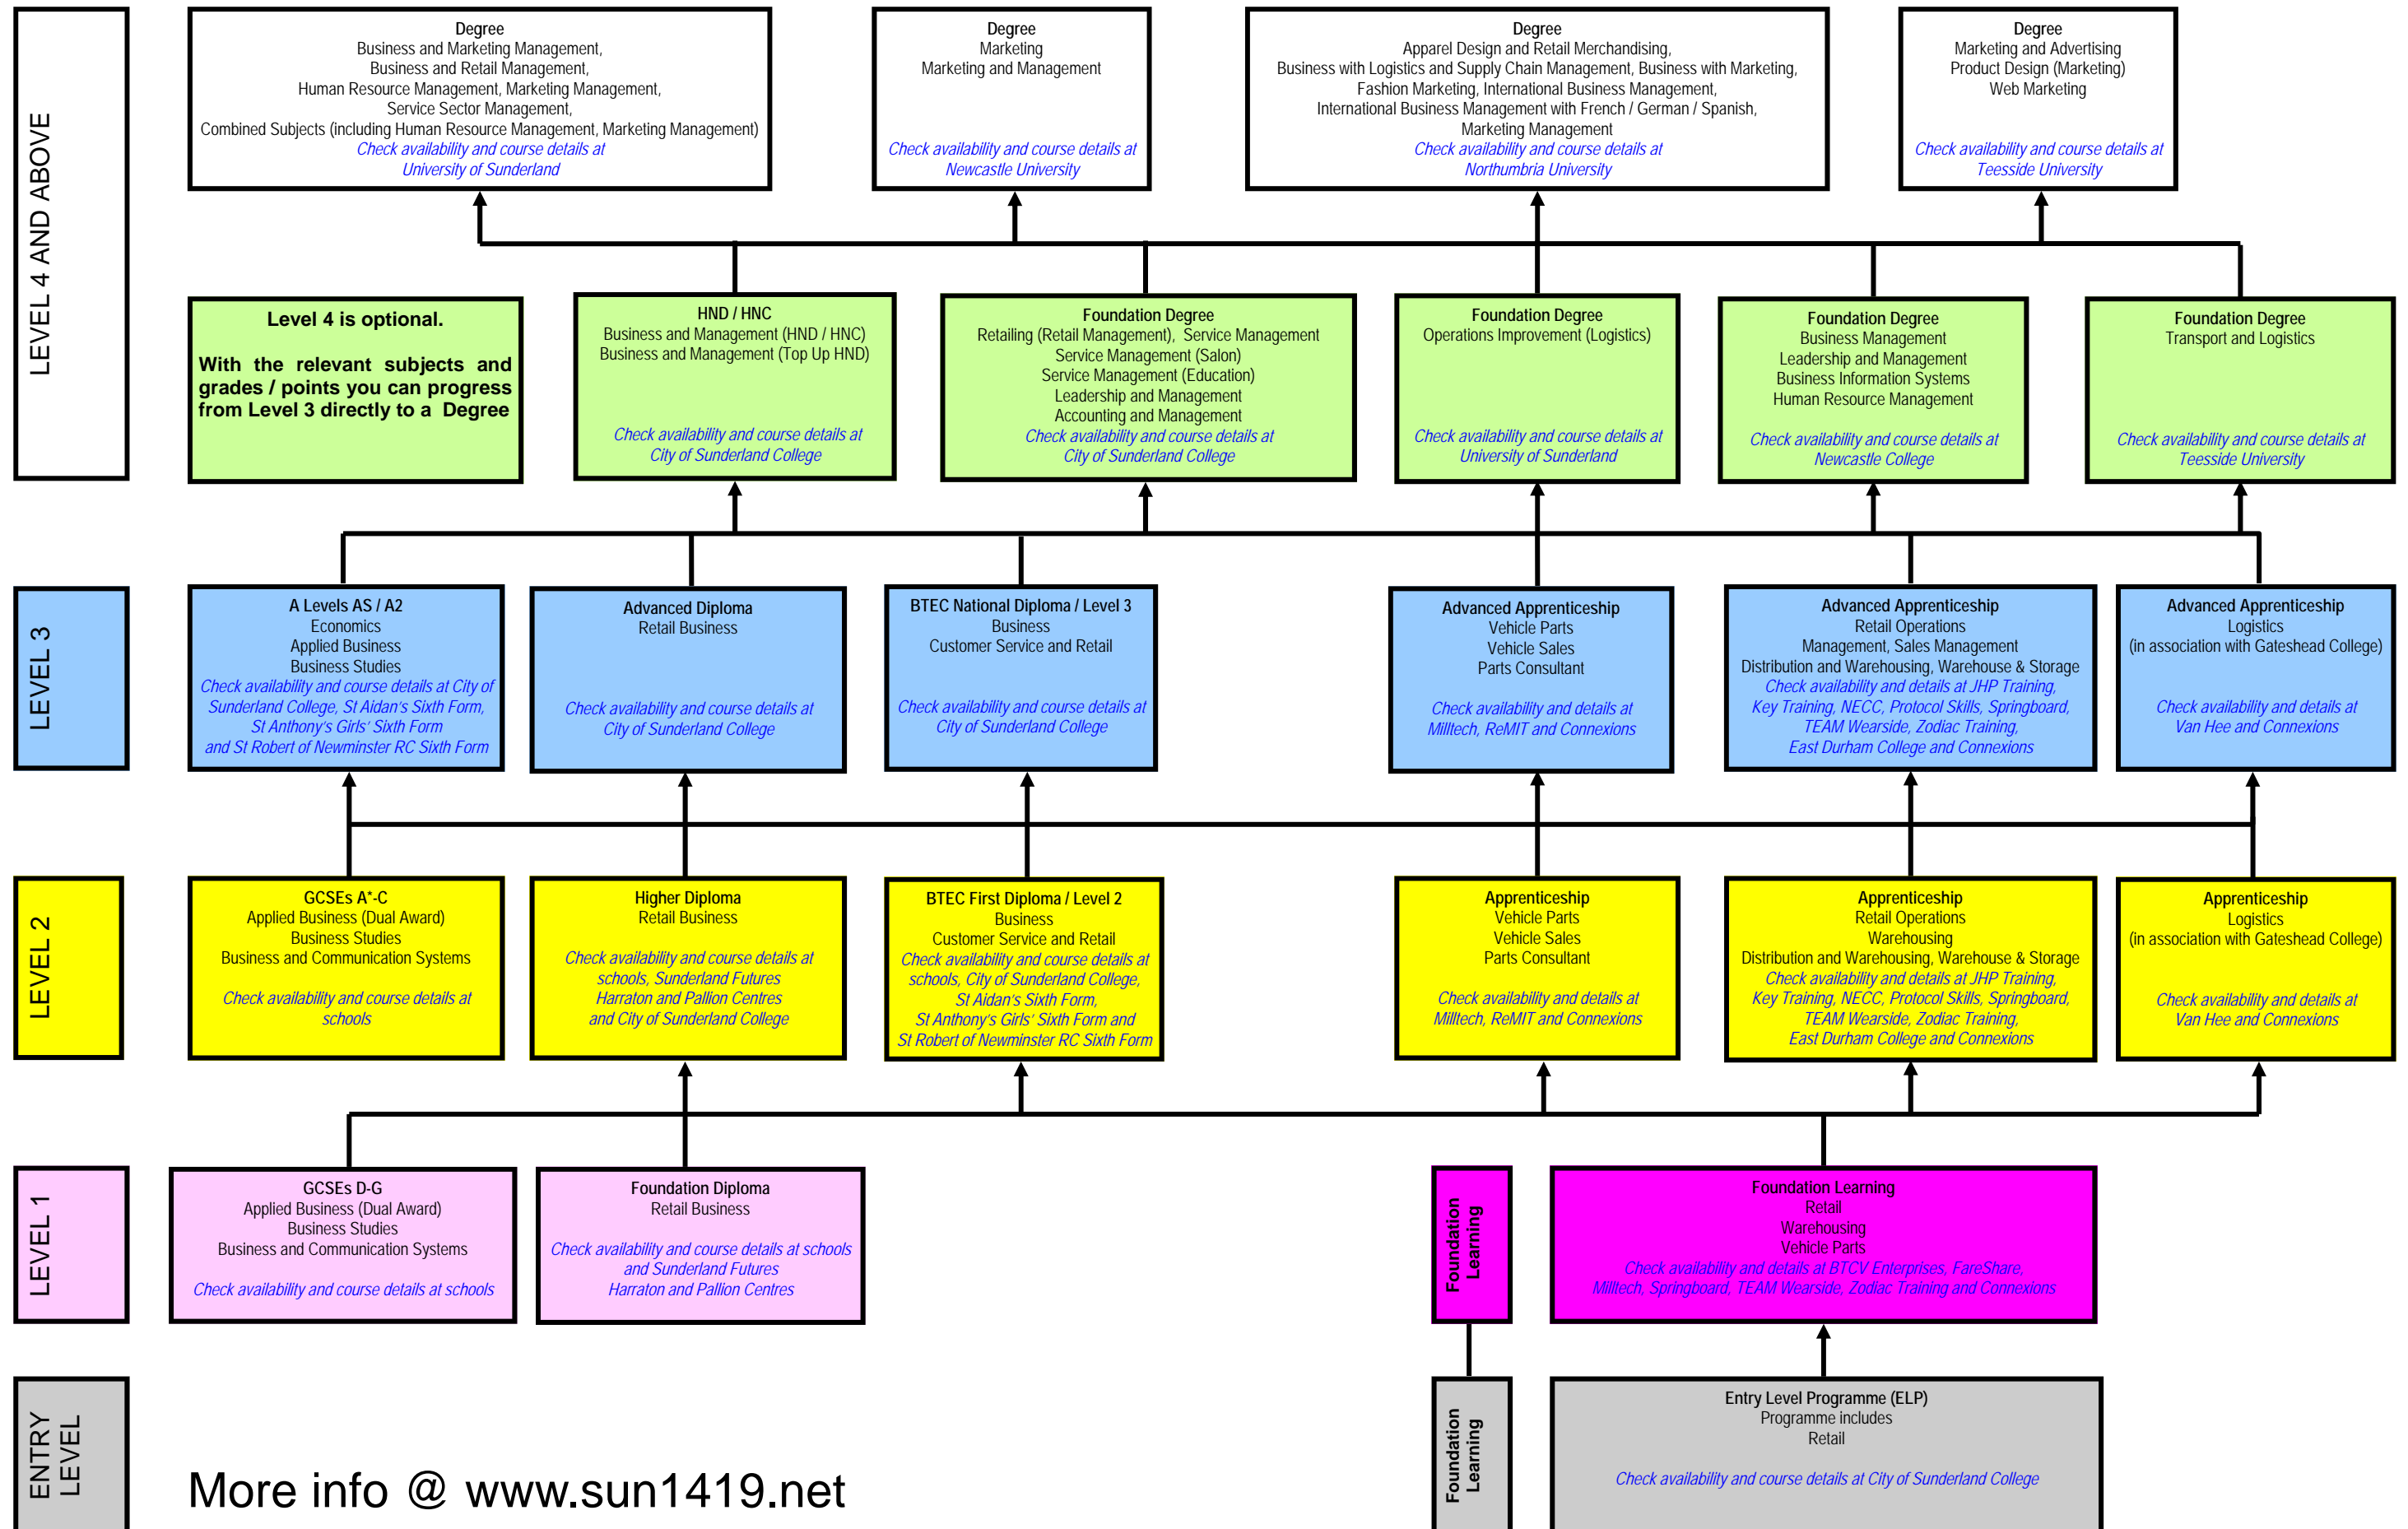 LEVEL 4 AND ABOVE
Degree
Business and Marketing Management,
Business and Retail Management,
Human Resource Management, Marketing Management,
Service Sector Management,
Combined Subjects (including Human Resource Management, Marketing Management)
Check availability and course details at
University of Sunderland
Degree
Marketing
Marketing and Management
Check availability and course details at
Newcastle University
Degree
Apparel Design and Retail Merchandising,
Business with Logistics and Supply Chain Management, Business with Marketing,
Fashion Marketing, International Business Management,
International Business Management with French / German / Spanish,
Marketing Management
Check availability and course details at
Northumbria University
Degree
Marketing and Advertising
Product Design (Marketing)
Web Marketing
Check availability and course details at
Teesside University
Level 4 is optional.
With the relevant subjects and
grades / points you can progress
from Level 3 directly to a Degree
HND / HNC
Business and Management (HND / HNC)
Business and Management (Top Up HND)
Check availability and course details at
City of Sunderland College
Foundation Degree
Retailing (Retail Management), Service Management
Service Management (Salon)
Service Management (Education)
Leadership and Management
Accounting and Management
Check availability and course details at
City of Sunderland College
Foundation Degree
Operations Improvement (Logistics)
Check availability and course details at
University of Sunderland
Foundation Degree
Business Management
Leadership and Management
Business Information Systems
Human Resource Management
Check availability and course details at
Newcastle College
Foundation Degree
Transport and Logistics
Check availability and course details at
Teesside University
LEVEL 3
A Levels AS / A2
Economics
Applied Business
Business Studies
Check availability and course details at City of
Sunderland College, St Aidan's Sixth Form,
St Anthony's Girls' Sixth Form
and St Robert of Newminster RC Sixth Form
Advanced Diploma
Retail Business
Check availability and course details at
City of Sunderland College
BTEC National Diploma / Level 3
Business
Customer Service and Retail
Check availability and course details at
City of Sunderland College
Advanced Apprenticeship
Vehicle Parts
Vehicle Sales
Parts Consultant
Check availability and details at
Milltech, ReMIT and Connexions
Advanced Apprenticeship
Retail Operations
Management, Sales Management
Distribution and Warehousing, Warehouse & Storage
Check availability and details at JHP Training,
Key Training, NECC, Protocol Skills, Springboard,
TEAM Wearside, Zodiac Training,
East Durham College and Connexions
Advanced Apprenticeship
Logistics
(in association with Gateshead College)
Check availability and details at
Van Hee and Connexions
LEVEL 2
GCSEs A*-C
Applied Business (Dual Award)
Business Studies
Business and Communication Systems
Check availability and course details at
schools
Higher Diploma
Retail Business
Check availability and course details at
schools, Sunderland Futures
Harraton and Pallion Centres
and City of Sunderland College
BTEC First Diploma / Level 2
Business
Customer Service and Retail
Check availability and course details at
schools, City of Sunderland College,
St Aidan's Sixth Form,
St Anthony's Girls' Sixth Form and
St Robert of Newminster RC Sixth Form
Apprenticeship
Vehicle Parts
Vehicle Sales
Parts Consultant
Check availability and details at
Milltech, ReMIT and Connexions
Apprenticeship
Retail Operations
Warehousing
Distribution and Warehousing, Warehouse & Storage
Check availability and details at JHP Training,
Key Training, NECC, Protocol Skills, Springboard,
TEAM Wearside, Zodiac Training,
East Durham College and Connexions
Apprenticeship
Logistics
(in association with Gateshead College)
Check availability and details at
Van Hee and Connexions
LEVEL 1
GCSEs D-G
Applied Business (Dual Award)
Business Studies
Business and Communication Systems
Check availability and course details at schools
Foundation Diploma
Retail Business
Check availability and course details at schools
and Sunderland Futures
Harraton and Pallion Centres
Foundation
Learning
Foundation Learning
Retail
Warehousing
Vehicle Parts
Check availability and details at BTCV Enterprises, FareShare,
Milltech, Springboard, TEAM Wearside, Zodiac Training and Connexions
ENTRY
LEVEL
More info @ www.sun1419.net
Foundation
Learning
Entry Level Programme (ELP)
Programme includes
Retail
Check availability and course details at City of Sunderland College